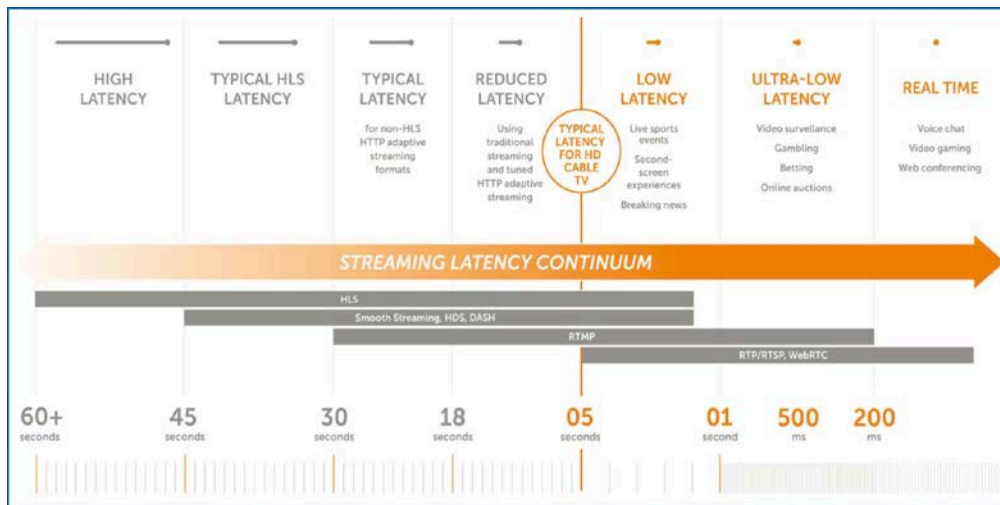 HIGH
LATENCY
TYPICAL HLS
LATENCY
TYPICAL
LATENCY
for non-HLS
HTTP adaptive
streaming
formats
REDUCED
LATENCY
Using
traditional
streaming
and tuned
HTTP adaptive
streaming
TYPICAL
LATENCY
FOR HD
CABLE
TV
LOW
LATENCY
Live sports
events
Second-
screen
experiences
Breaking news
ULTRA-LOW
LATENCY
Video survellance
Gambling
Betting
Online auctions
REAL TIME
Voice chat
Video gaming
Web conferencing
STREAMING LATENCY CONTINUUM
HLS
Smooth Streaming, HDS, DASH
RTMP
RTP/RTSP, WebRTC
60+
seconds
45
seconds
30
seconds
18
seconds
05
seconds
01
second
500
ms
200
ms